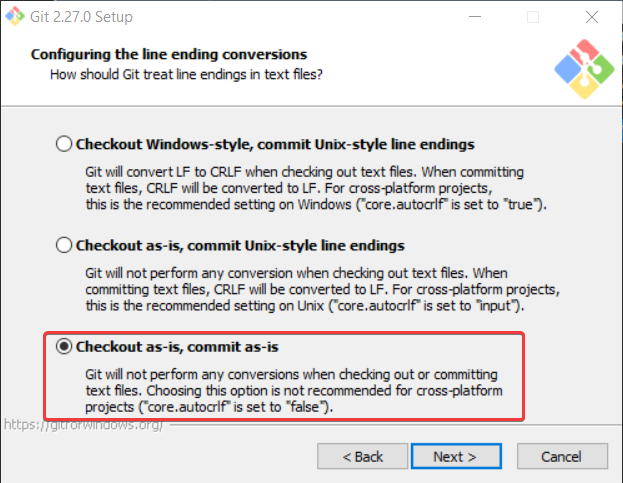 Git 2.27.0 Setup
Configuring the line ending conversions
How should Git treat line endings in text files?
Checkout Windows-style, commit Unix-style line endings
Git will convert LF to CRLF when checking out text files. When committing
text files, CRLF will be converted to LF. For cross-platform projects,
this is the recommended setting on Windows ("core.autocrlf" is set to "true").
Checkout as-is, commit Unix-style line endings
Git will not perform any conversion when checking out text files. When
committing text files, CRLF will be converted to LF. For cross-platform projects,
this is the recommended setting on Unix ("core.autocrlf" is set to "input").
Checkout as-is, commit as-is
Git will not perform any conversions when checking out or committing
text files. Choosing this option is not recommended for cross-platform
projects ("core.autocrlf" is set to "false").
https://gitforwindows.org/
< Back
Next >
Cancel